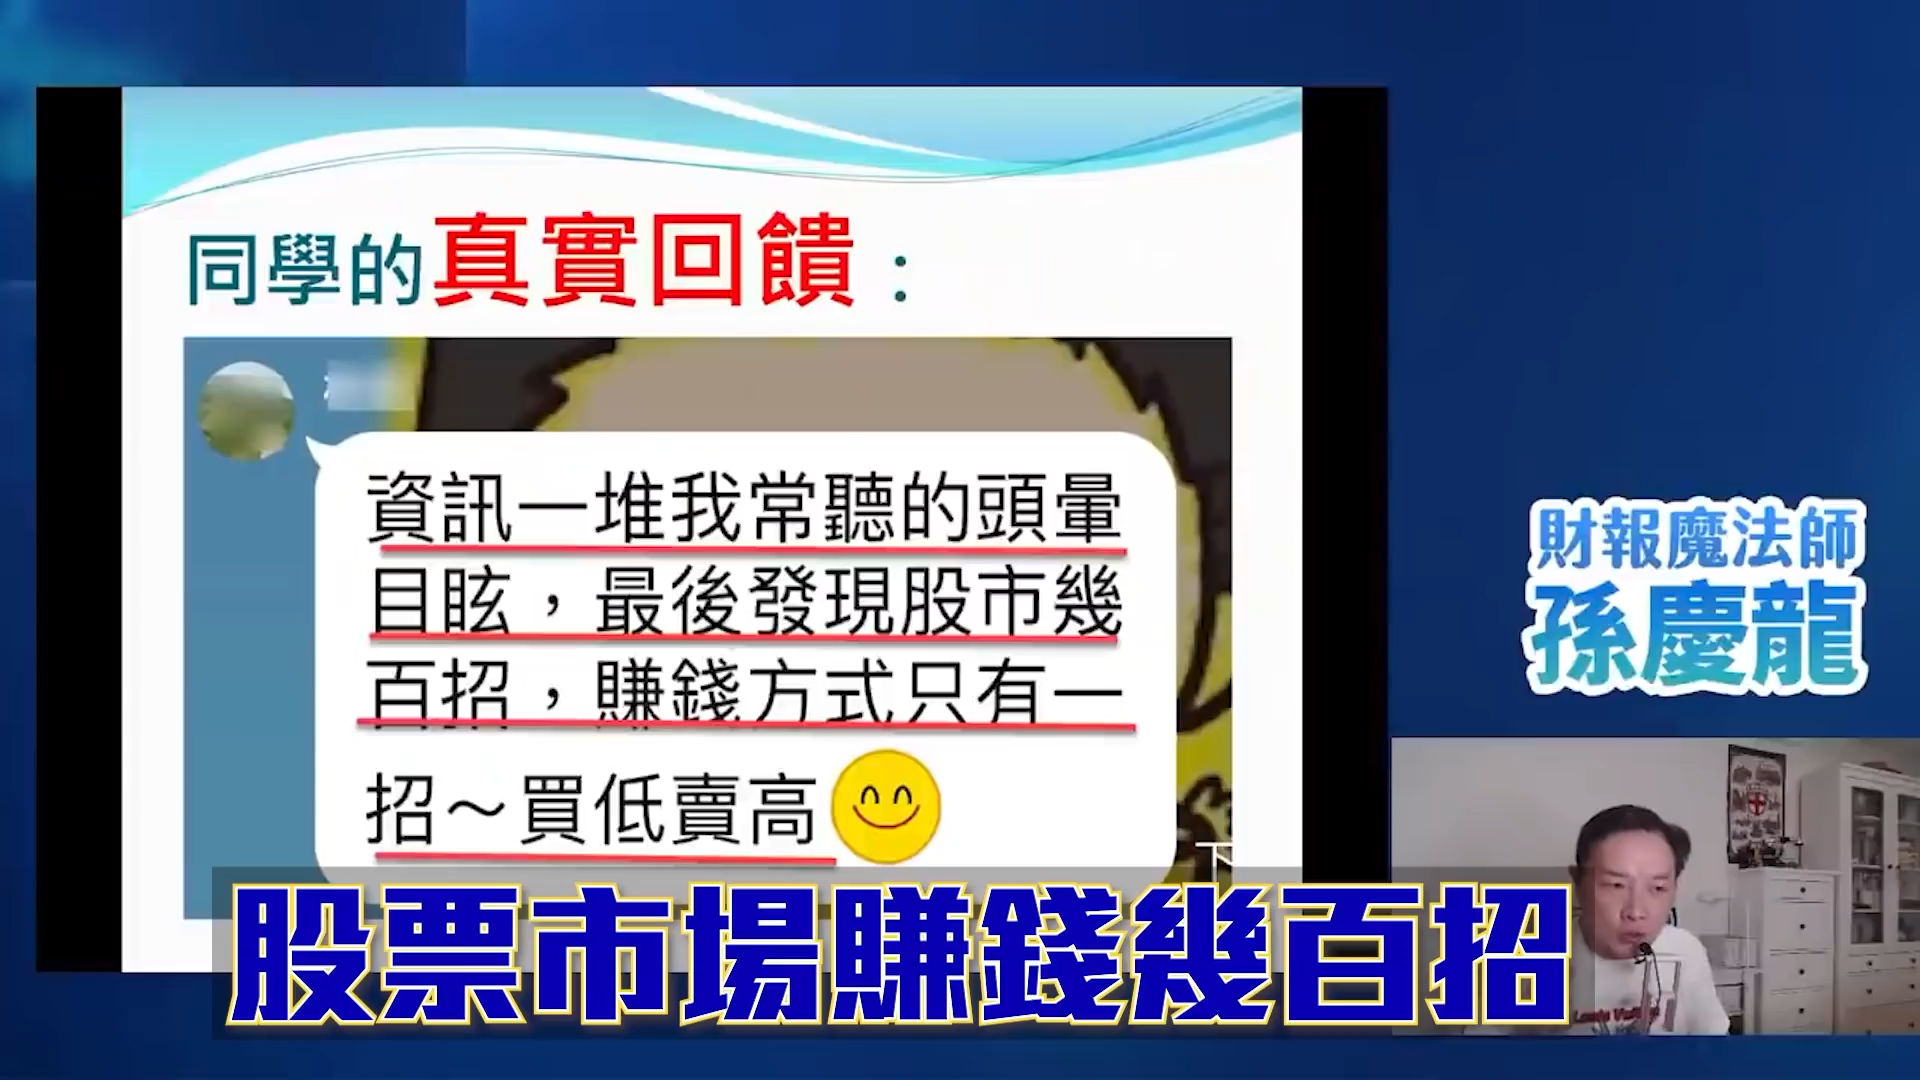 同學的真實回饋：
資訊一堆我常聽的頭暈
目眩，最後發現股市幾
百招，賺錢方式只有一
招～買低賣高
財報魔法師
孫慶龍
股票市場賺錢幾百招